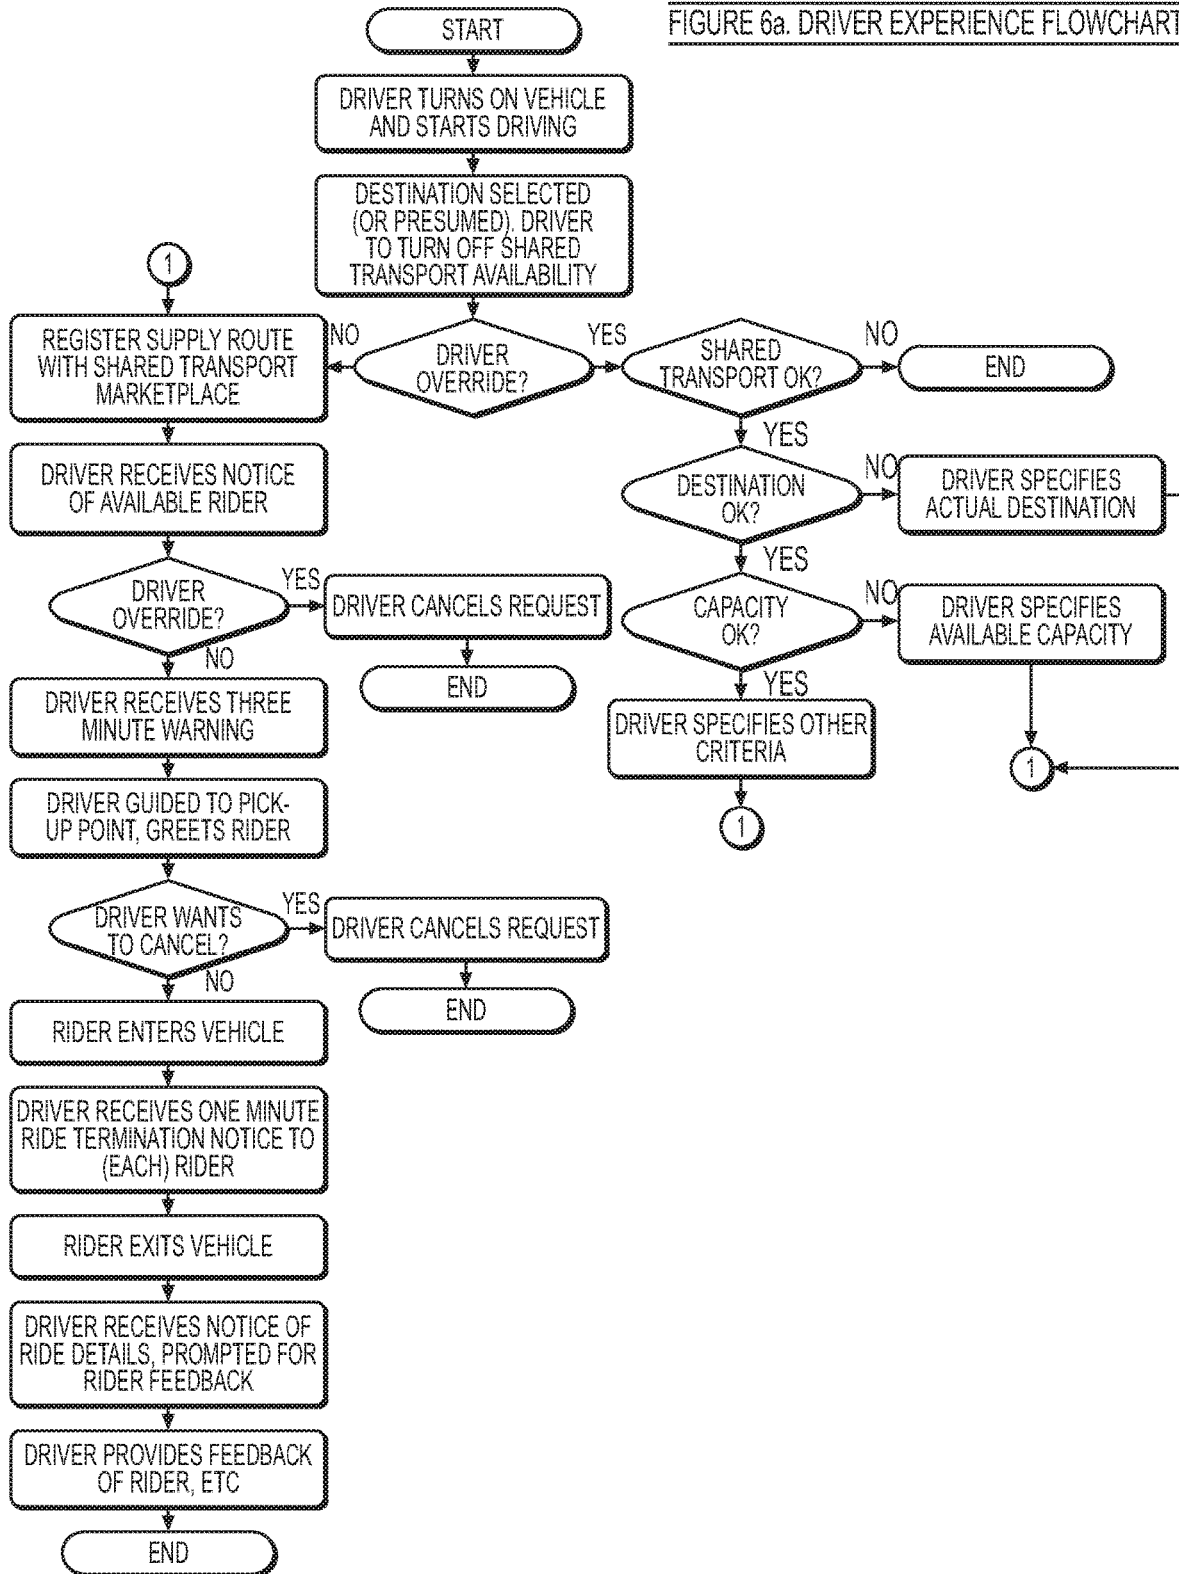 FIGURE 6a. DRIVER EXPERIENCE FLOWCHART
START
DRIVER TURNS ON VEHICLE
AND STARTS DRIVING
DESTINATION SELECTED
(OR PRESUMED). DRIVER
TO TURN OFF SHARED
TRANSPORT AVAILABILITY
DRIVER
OVERRIDE?
NO
YES
1
REGISTER SUPPLY ROUTE
WITH SHARED TRANSPORT
MARKETPLACE
DRIVER RECEIVES NOTICE
OF AVAILABLE RIDER
DRIVER
OVERRIDE?
YES
DRIVER CANCELS REQUEST
END
NO
DRIVER RECEIVES THREE
MINUTE WARNING
DRIVER GUIDED TO PICK-
UP POINT, GREETS RIDER
DRIVER WANTS
TO CANCEL?
YES
DRIVER CANCELS REQUEST
END
NO
RIDER ENTERS VEHICLE
DRIVER RECEIVES ONE MINUTE
RIDE TERMINATION NOTICE TO
(EACH) RIDER
RIDER EXITS VEHICLE
DRIVER RECEIVES NOTICE OF
RIDE DETAILS, PROMPTED FOR
RIDER FEEDBACK
DRIVER PROVIDES FEEDBACK
OF RIDER, ETC
END
SHARED
TRANSPORT OK?
NO
END
YES
DESTINATION
OK?
NO
DRIVER SPECIFIES
ACTUAL DESTINATION
YES
CAPACITY
OK?
NO
DRIVER SPECIFIES
AVAILABLE CAPACITY
1
YES
DRIVER SPECIFIES OTHER
CRITERIA
1